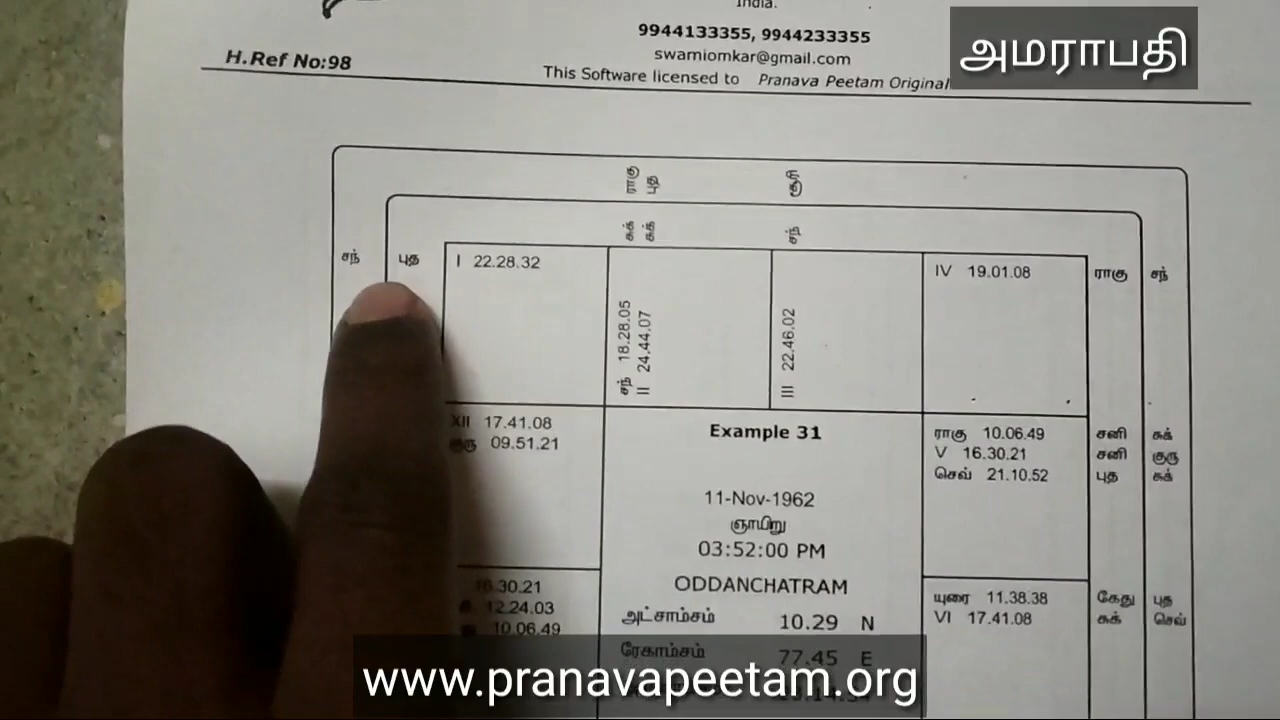 India.
9944133355, 9944233355
அமராபதி
swamiomkar@gmail.com
H.Ref No:98
This Software licensed to Pranava Peetam Original
ராகு
புத
சூரி
சுக்
சுக்
சந்
சந் புத I 22.28.32
சந் 18.28.05
II 24.44.07
III 22.46.02
IV 19.01.08 ராகு சந்
XII 17.41.08
குரு 09.51.21
Example 31
ராகு 10.06.49 சனி சுக்
V 16.30.21 சனி குரு
செவ் 21.10.52 புத சுக்
11-Nov-1962
ஞாயிறு
03:52:00 PM
ODDANCHATRAM
16.30.21
12.24.03
10.06.49
யுரை 11.38.38 கேது புத
VI 17.41.08 சுக் செவ்
அட்சாம்சம் 10.29 N
ரேகாம்சம் 77.45 E
www.pranavapeetam.org